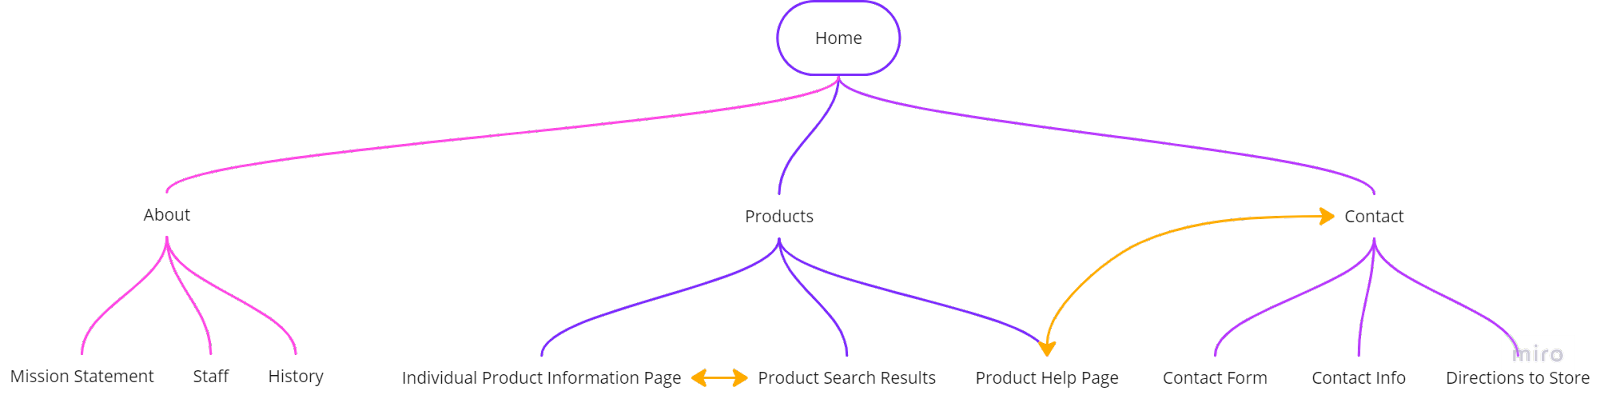 Home
About
Products
Contact
Mission Statement
Staff
History
Individual Product Information Page
Product Search Results
Product Help Page
Contact Form
Contact Info
Directions to Store
miro